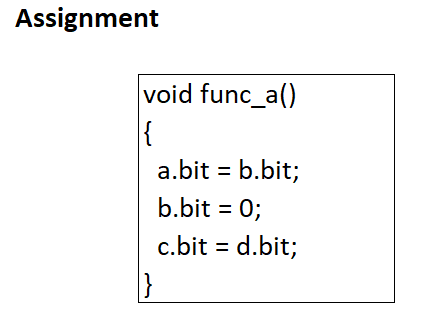 Assignment
void func_a()
{
a.bit = b.bit;
b.bit = 0;
c.bit = d.bit;
}